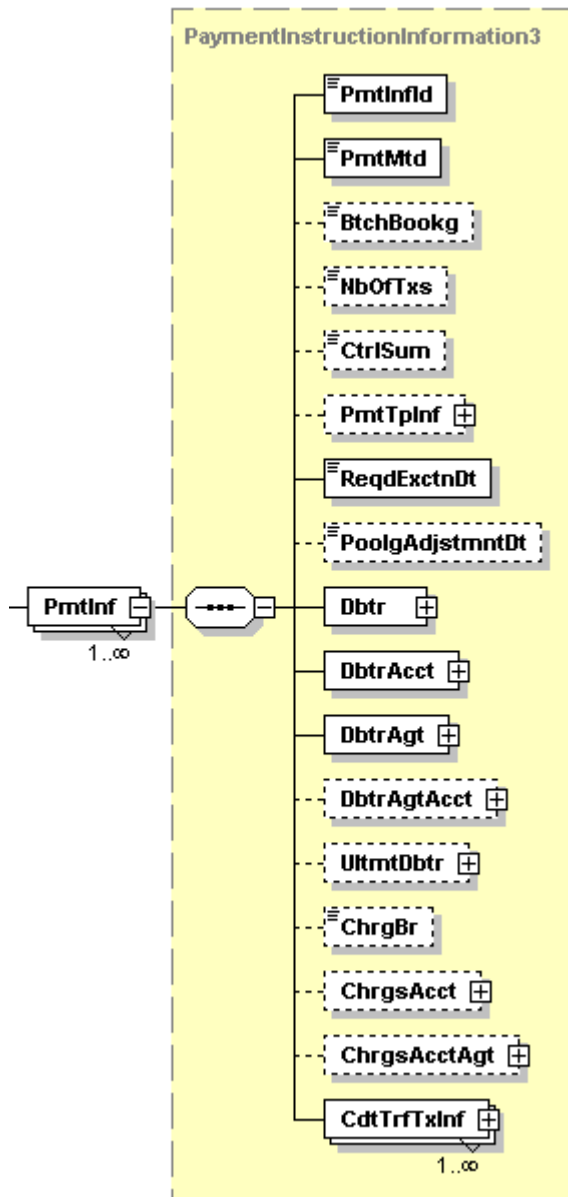 PaymentInstructionInformation3
PmtInfId
PmtMtd
BtchBookg
NbOfTxs
CtrlSum
PmtTpInf
ReqdExctnDt
PoolgAdjstmntDt
PmtInf
1..∞
Dbtr
DbtrAcct
DbtrAgt
DbtrAgtAcct
UltmtDbtr
ChrgBr
ChrgsAcct
ChrgsAcctAgt
CdtTrfTxInf
1..∞